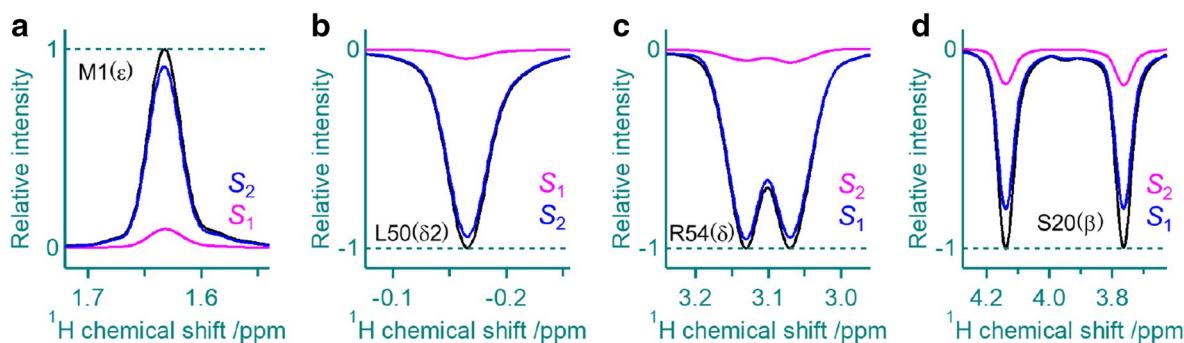 a
Relative intensity
1
0
M1(ε)
S2
S1
1.7 1.6
1H chemical shift /ppm
b
Relative intensity
0
-1
S1
S2
L50(δ2)
-0.1 -0.2
1H chemical shift /ppm
c
Relative intensity
0
-1
S2
S1
R54(δ)
3.2 3.1 3.0
1H chemical shift /ppm
d
Relative intensity
0
-1
S2
S1
S20(β)
4.2 4.0 3.8
1H chemical shift /ppm